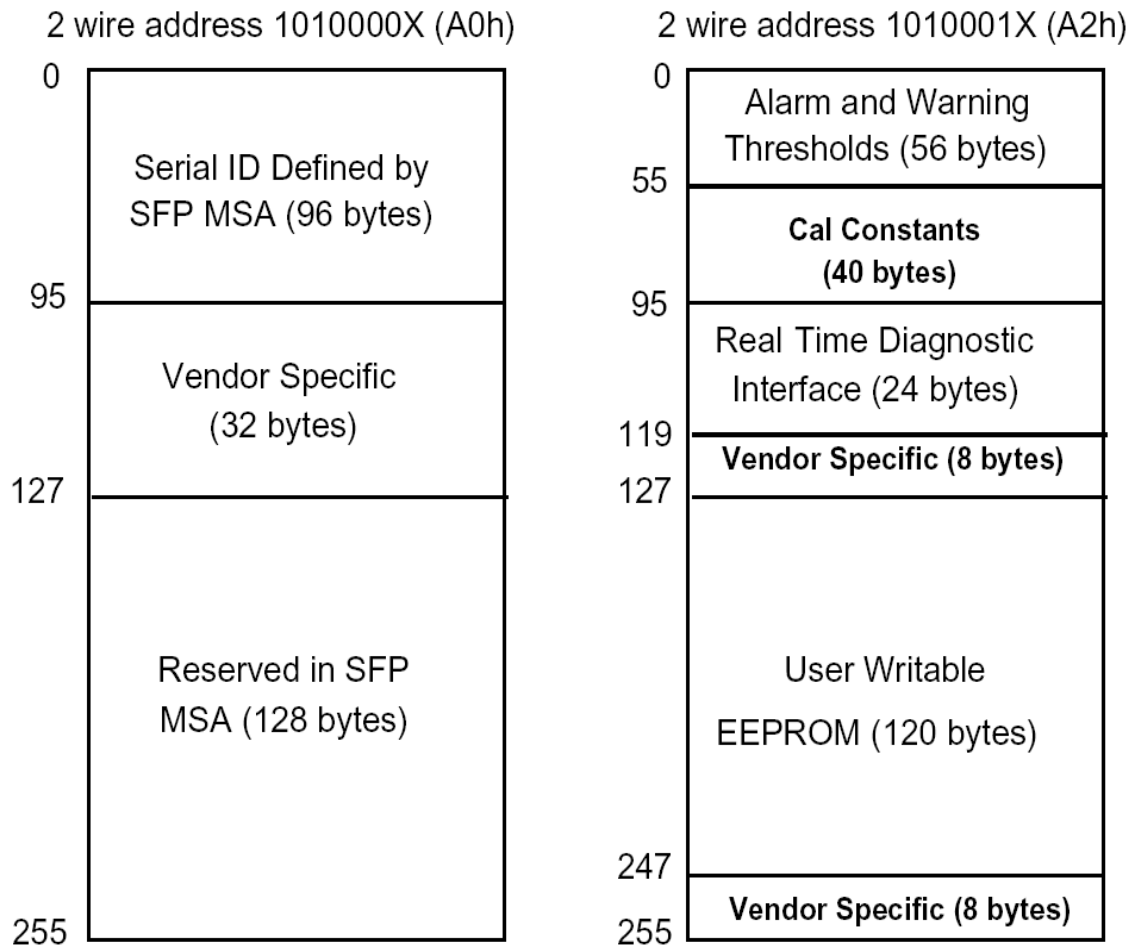 2 wire address 1010000X (A0h)
0
Serial ID Defined by
SFP MSA (96 bytes)
95
Vendor Specific
(32 bytes)
127
Reserved in SFP
MSA (128 bytes)
255
2 wire address 1010001X (A2h)
0
Alarm and Warning
Thresholds (56 bytes)
55
Cal Constants
(40 bytes)
95
Real Time Diagnostic
Interface (24 bytes)
119
Vendor Specific (8 bytes)
127
User Writable
EEPROM (120 bytes)
247
Vendor Specific (8 bytes)
255